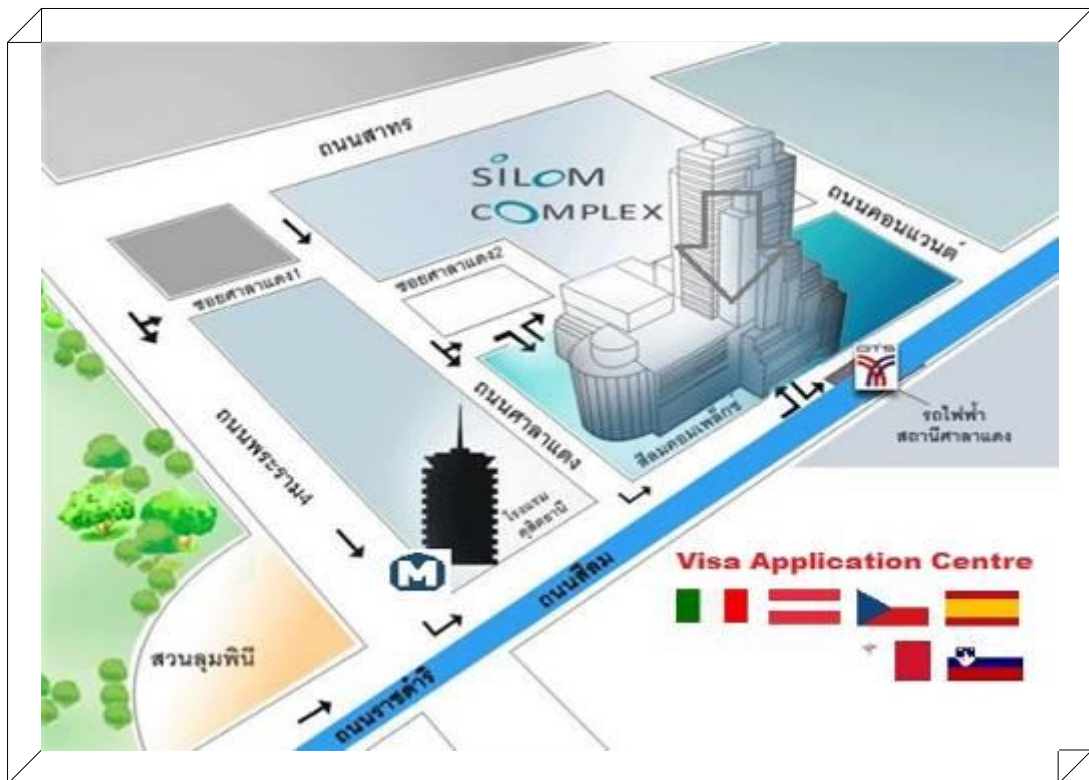 ถนนสาทร
SILOM
COMPLEX
ถนนคอนแวนต์
ซอยศาลาแดง1
ซอยศาลาแดง2
BTS
ถนนศาลาแดง
สีลมคอมเพล็กซ์
รถไฟฟ้า
สถานีศาลาแดง
ถนนพระราม4
โรงแรม
ดุสิตธานี
M
ถนนสีลม
Visa Application Centre
สวนลุมพินี
ถนนราชดำริ